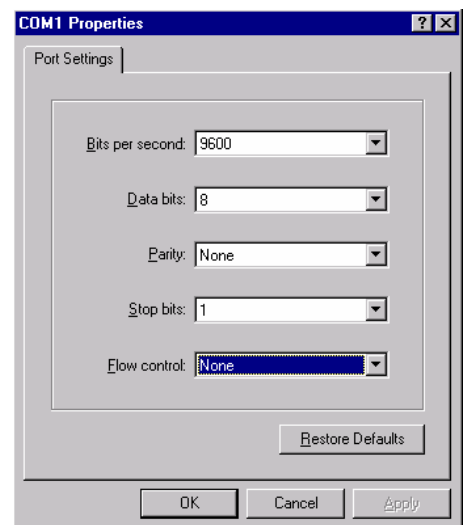 COM1 Properties ? ×
Port Settings
Bits per second: 9600
Data bits: 8
Parity: None
Stop bits: 1
Flow control: None
Restore Defaults
OK Cancel Apply